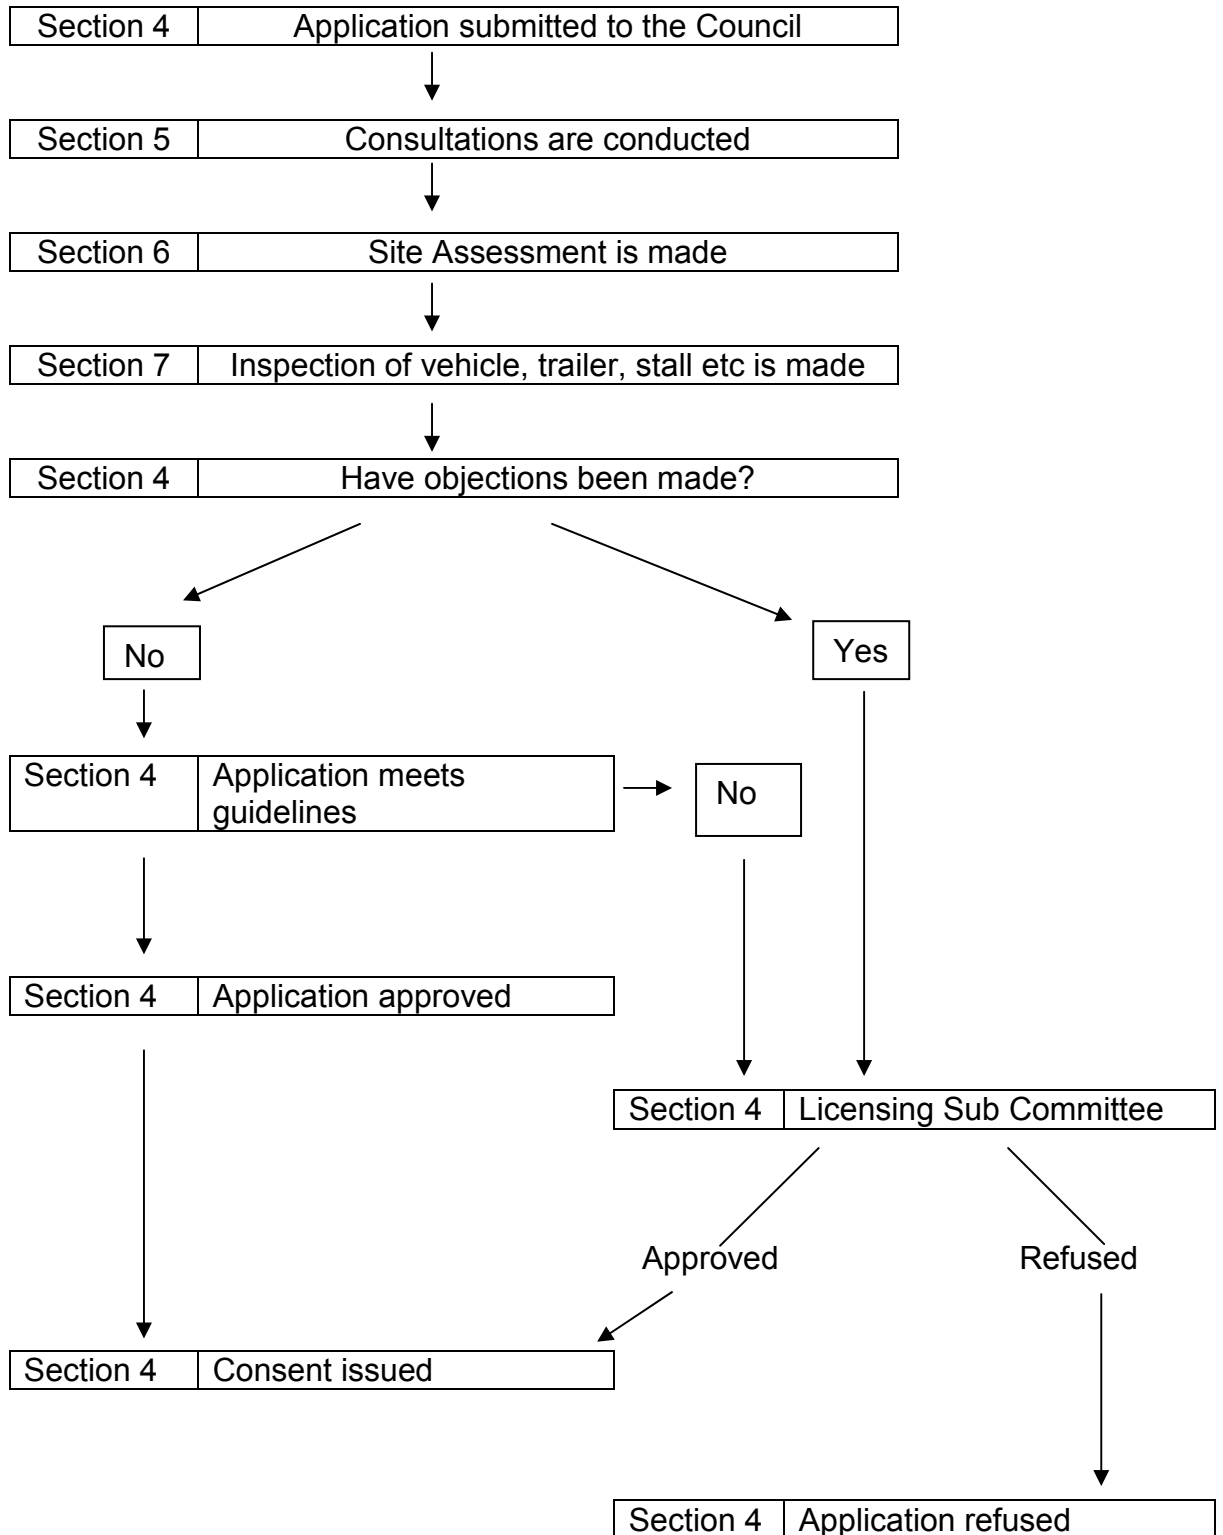 Section 4 Application submitted to the Council
Section 5 Consultations are conducted
Section 6 Site Assessment is made
Section 7 Inspection of vehicle, trailer, stall etc is made
Section 4 Have objections been made?
No
Yes
Section 4 Application meets
guidelines
No
Section 4 Application approved
Section 4 Licensing Sub Committee
Approved
Refused
Section 4 Consent issued
Section 4 Application refused